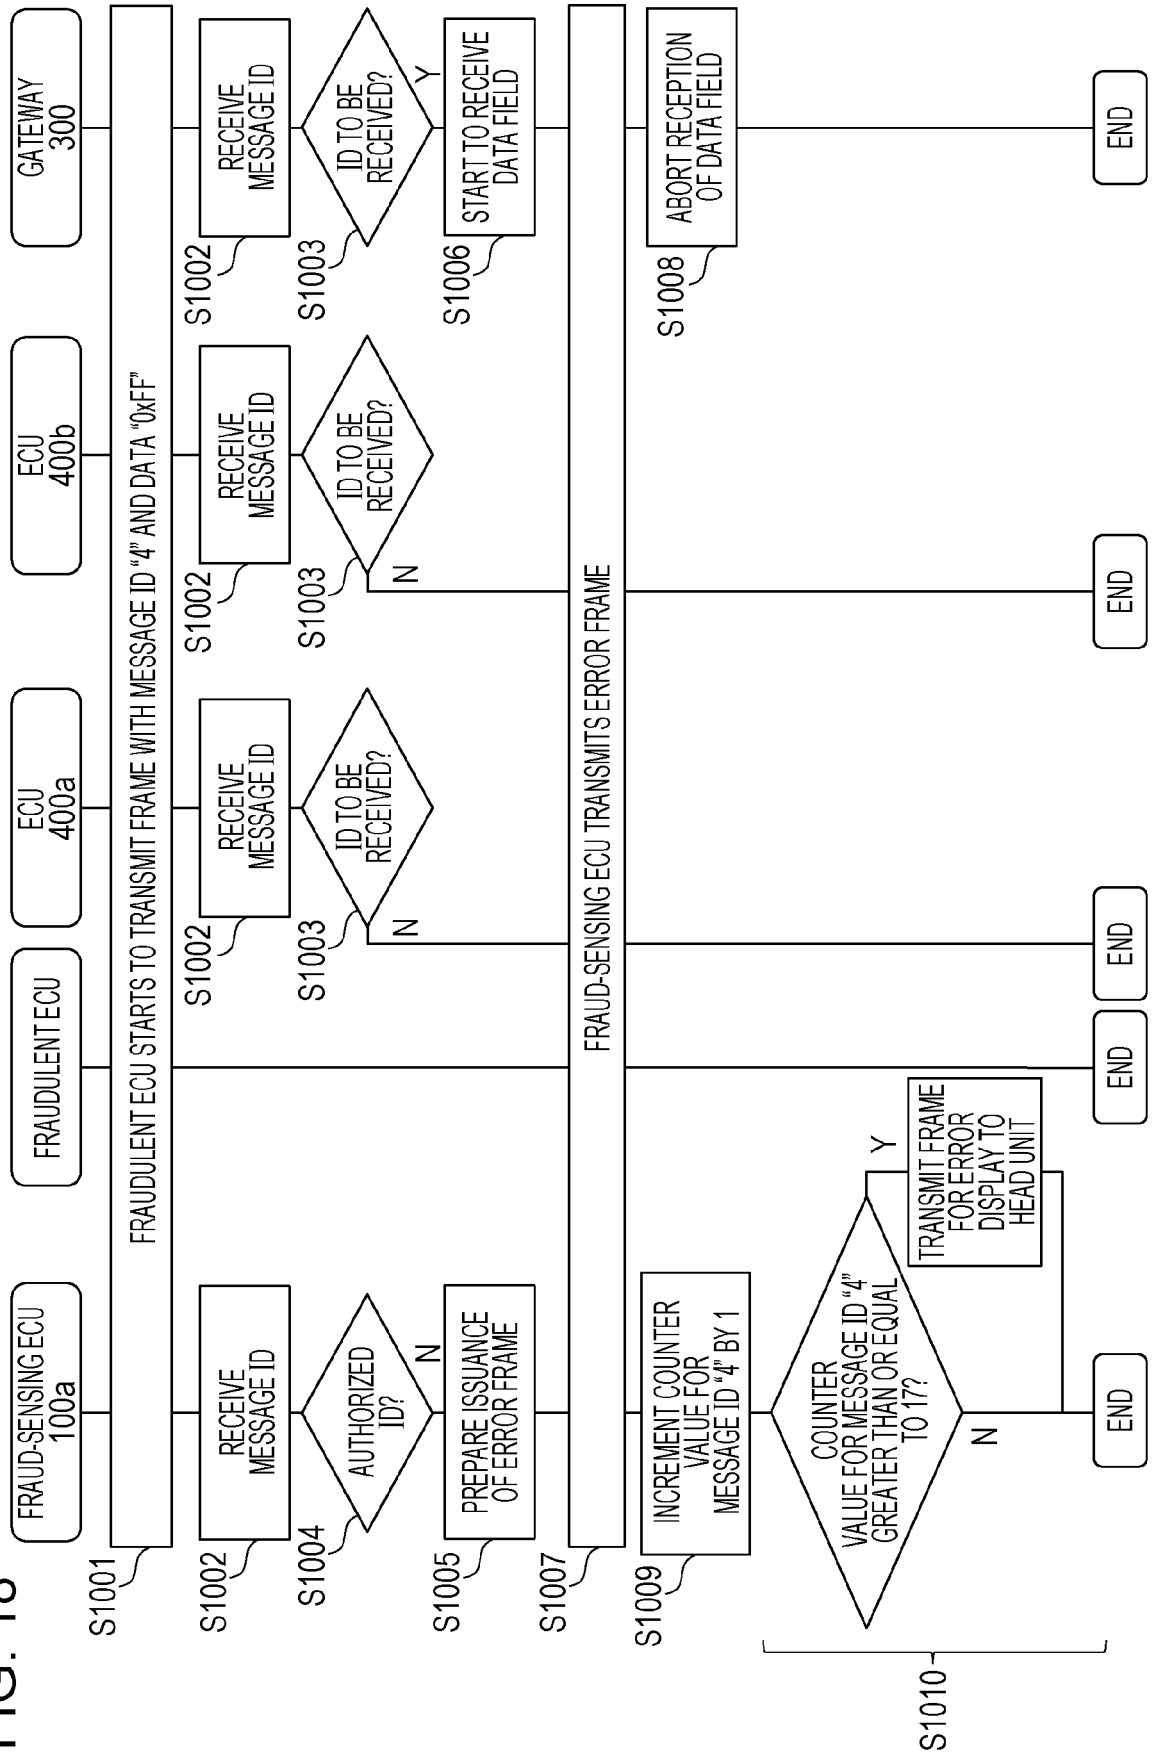 FRAUD-SENSING ECU
100a
FRAUDULENT ECU
ECU
400a
ECU
400b
GATEWAY
300
S1001
FRAUDULENT ECU STARTS TO TRANSMIT FRAME WITH MESSAGE ID “4” AND DATA “0xFF”
S1002
RECEIVE
MESSAGE ID
S1002
RECEIVE
MESSAGE ID
S1002
RECEIVE
MESSAGE ID
S1002
RECEIVE
MESSAGE ID
S1004
AUTHORIZED
ID?
N
S1003
ID TO BE
RECEIVED?
N
S1003
ID TO BE
RECEIVED?
N
S1003
ID TO BE
RECEIVED?
Y
S1005
PREPARE ISSUANCE
OF ERROR FRAME
S1006
START TO RECEIVE
DATA FIELD
S1007
FRAUD-SENSING ECU TRANSMITS ERROR FRAME
S1009
INCREMENT COUNTER
VALUE FOR
MESSAGE ID “4” BY 1
S1008
ABORT RECEPTION
OF DATA FIELD
S1010
COUNTER
VALUE FOR MESSAGE ID “4”
GREATER THAN OR EQUAL
TO 17?
Y
N
TRANSMIT FRAME
FOR ERROR
DISPLAY TO
HEAD UNIT
END
END
END
END
END